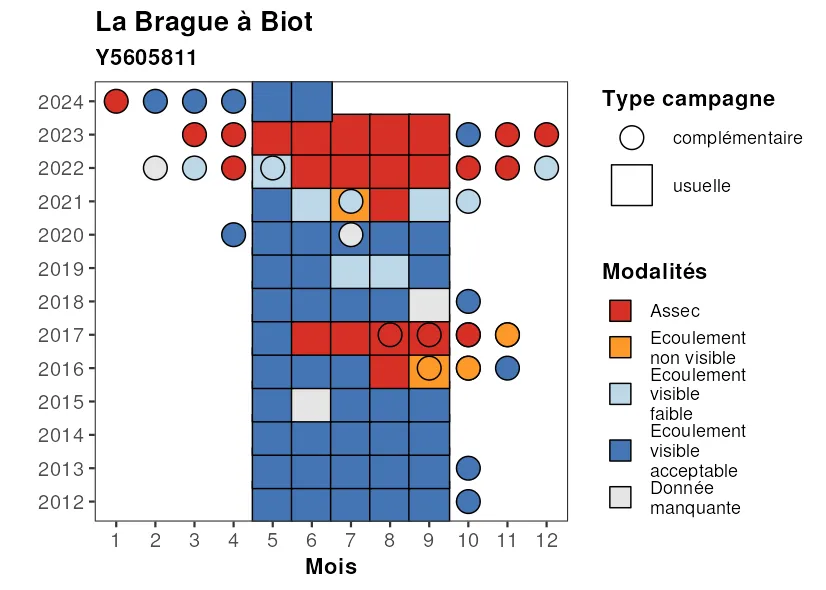 La Brague à Biot
Y5605811
2024
2023
2022
2021
2020
2019
2018
2017
2016
2015
2014
2013
2012
1 2 3 4 5 6 7 8 9 10 11 12
Mois
Type campagne
complémentaire
usuelle
Modalités
Assec
Ecoulement
non visible
Ecoulement
visible
faible
Ecoulement
visible
acceptable
Donnée
manquante